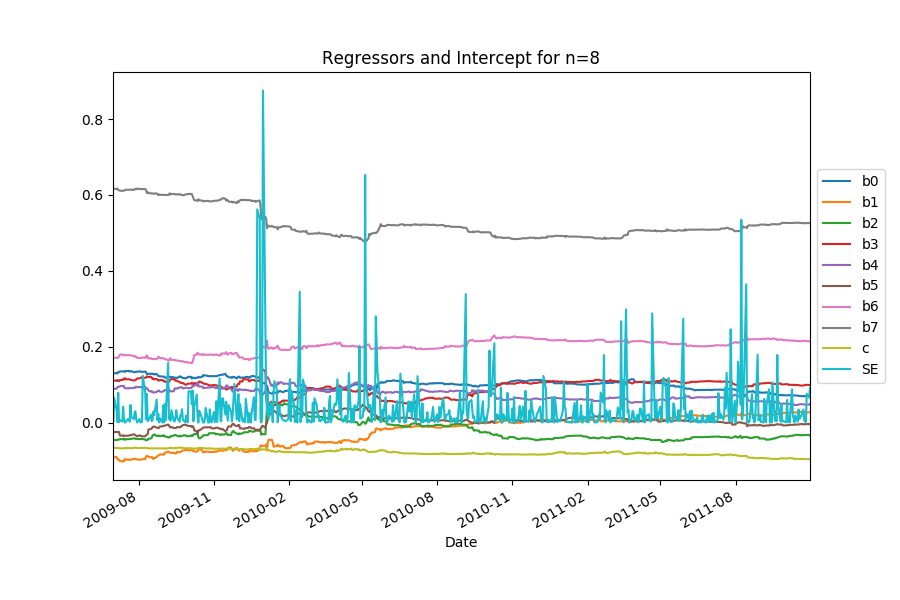 Regressors and Intercept for n=8
0.8
0.6
0.4
0.2
0.0
2009-08
2009-11
2010-02
2010-05
2010-08
2010-11
2011-02
2011-05
2011-08
Date
b0
b1
b2
b3
b4
b5
b6
b7
c
SE